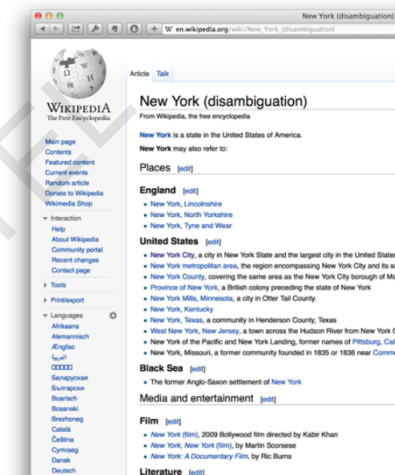 New York (disambiguation)
en.wikipedia.org/wiki/New_York_(disambiguation)
WIKIPEDIA
The Free Encyclopedia
Main page
Contents
Featured content
Current events
Random article
Donate to Wikipedia
Wikimedia Shop
Interaction
Help
About Wikipedia
Community portal
Recent changes
Contact page
Tools
Print/export
Languages
Afrikaans
Alemannisch
Ænglisc
العربية
Беларуская
Български
Boarisch
Bosanski
Brezhoneg
Català
Čeština
Cymraeg
Dansk
Deutsch
Article Talk
New York (disambiguation)
From Wikipedia, the free encyclopedia
New York is a state in the United States of America.
New York may also refer to:
Places [edit]
England [edit]
• New York, Lincolnshire
• New York, North Yorkshire
• New York, Tyne and Wear
United States [edit]
• New York City, a city in New York State and the largest city in the United States
• New York metropolitan area, the region encompassing New York City and its
• New York County, covering the same area as the New York City borough of
• Province of New York, a British colony preceding the state of New York
• New York Mills, Minnesota, a city in Otter Tail County.
• New York, Kentucky
• New York, Texas, a community in Henderson County, Texas
• West New York, New Jersey, a town across the Hudson River from New York
• New York of the Pacific and New York Landing, former names of Pittsburg,
• New York, Missouri, a former community founded in 1835 or 1836 near
Black Sea [edit]
• The former Anglo-Saxon settlement of New York
Media and entertainment [edit]
Film [edit]
• New York (film), 2009 Bollywood film directed by Kabir Khan
• New York, New York (film), by Martin Scorsese
• New York: A Documentary Film, by Ric Burns
Literature [edit]